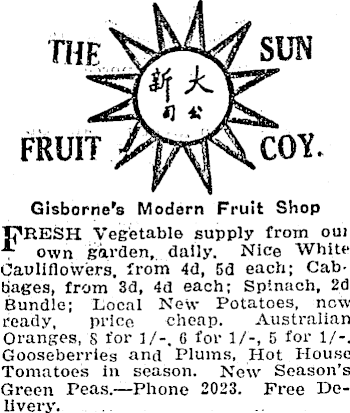 THE SUN
新 大
司 公
FRUIT COY.
Gisborne's Modern Fruit Shop
FRESH Vegetable supply from our
own garden, daily. Nice White
Cauliflowers, from 4d, 5d each; Cab-
bages, from 3d, 4d each; Spinach, 2d
Bundle; Local New Potatoes, now
ready, price cheap. Australian
Oranges, 8 for 1/-, 6 for 1/-, 5 for 1/-.
Gooseberries and Plums, Hot House
Tomatoes in season. New Season's
Green Peas.—Phone 2023. Free De-
livery.